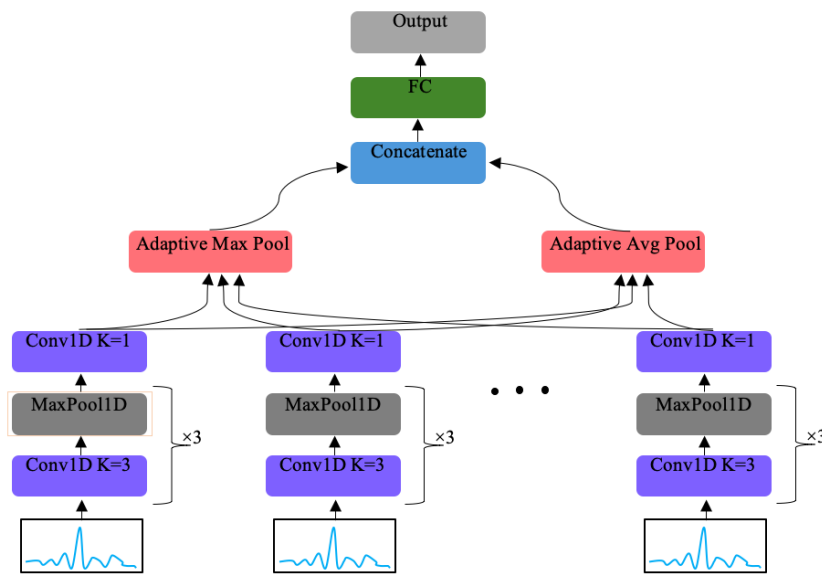 Output
FC
Concatenate
Adaptive Max Pool
Adaptive Avg Pool
Conv1D K=1
Conv1D K=1
Conv1D K=1
MaxPool1D
MaxPool1D
MaxPool1D
×3
×3
×3
Conv1D K=3
Conv1D K=3
Conv1D K=3